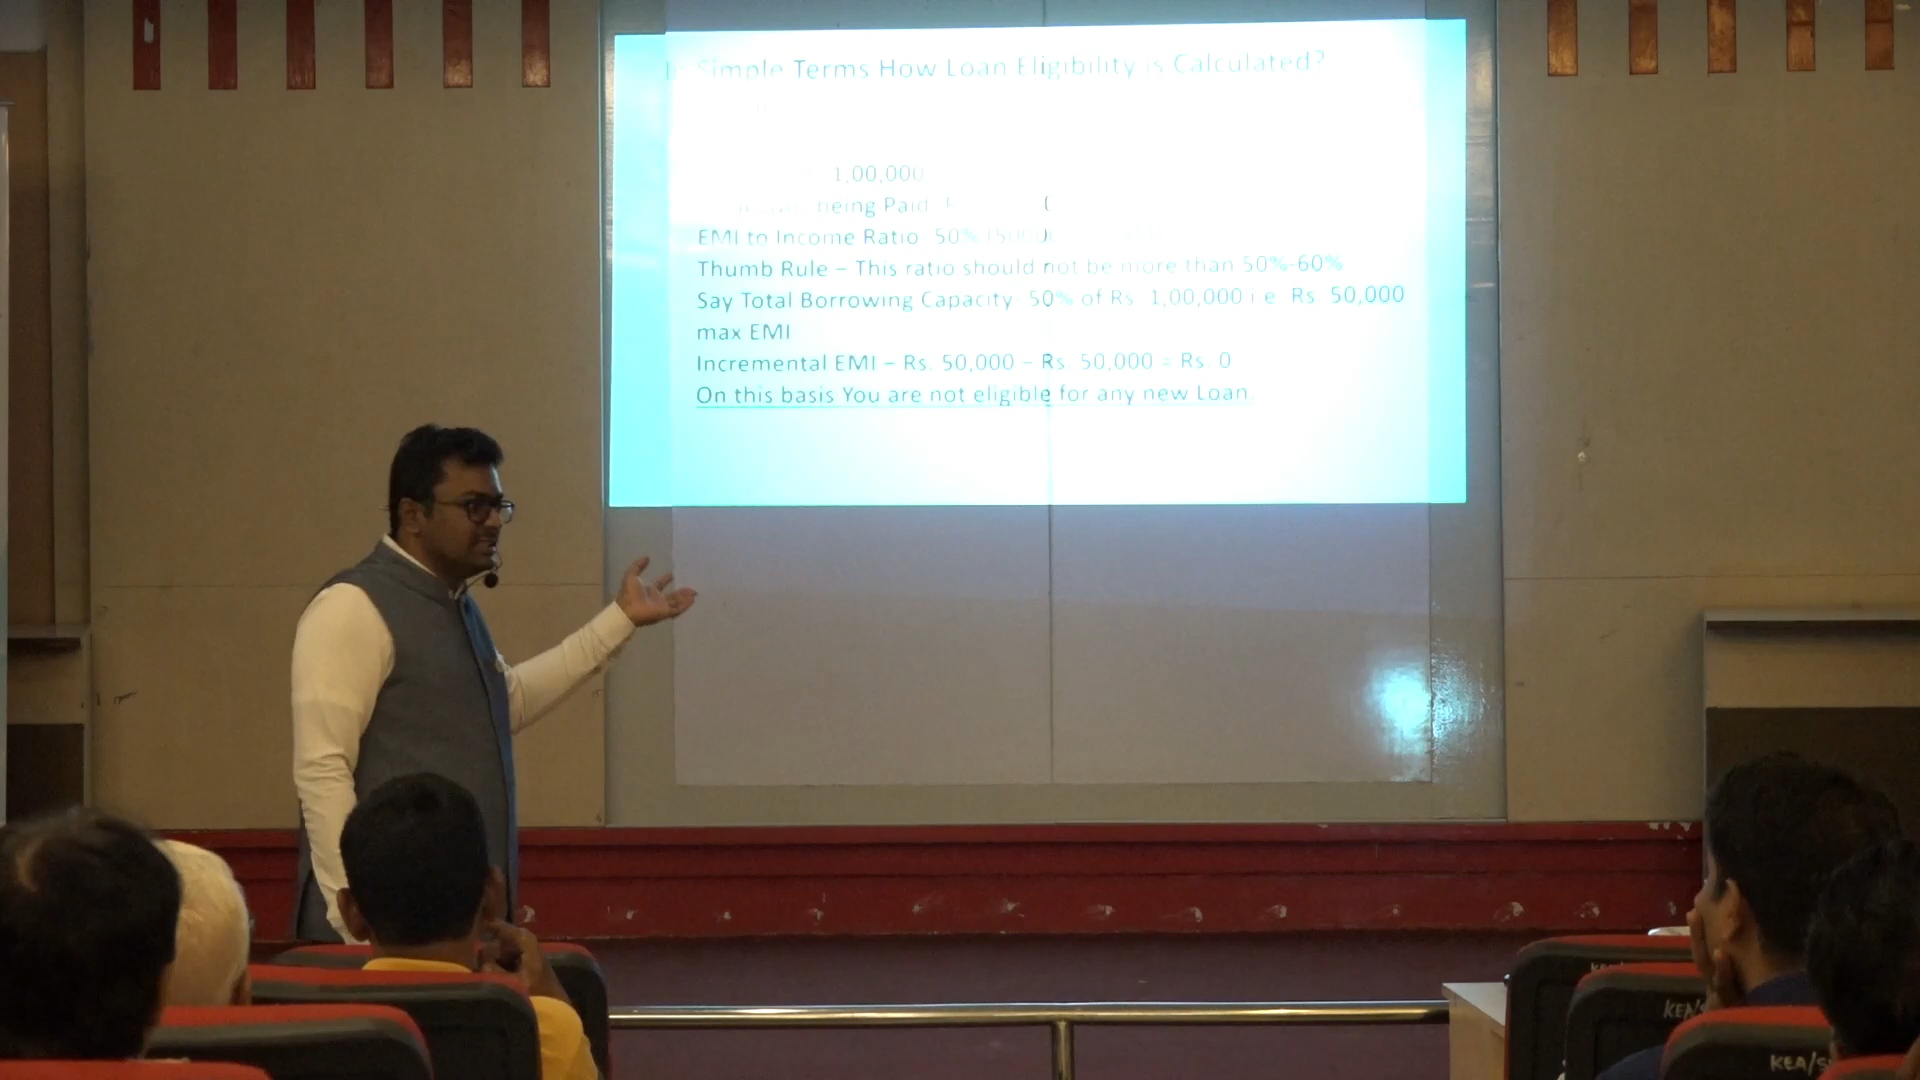 Simple Terms How Loan Eligibility is Calculated?
1,00,000
being Paid
EMI to Income Ratio 50%
Thumb Rule – This ratio should not be more than 50%-60%
Say Total Borrowing Capacity 50% of Rs. 1,00,000 i.e. Rs. 50,000
max EMI
Incremental EMI – Rs. 50,000 – Rs. 50,000 = Rs. 0
On this basis You are not eligible for any new Loan
KEA/S